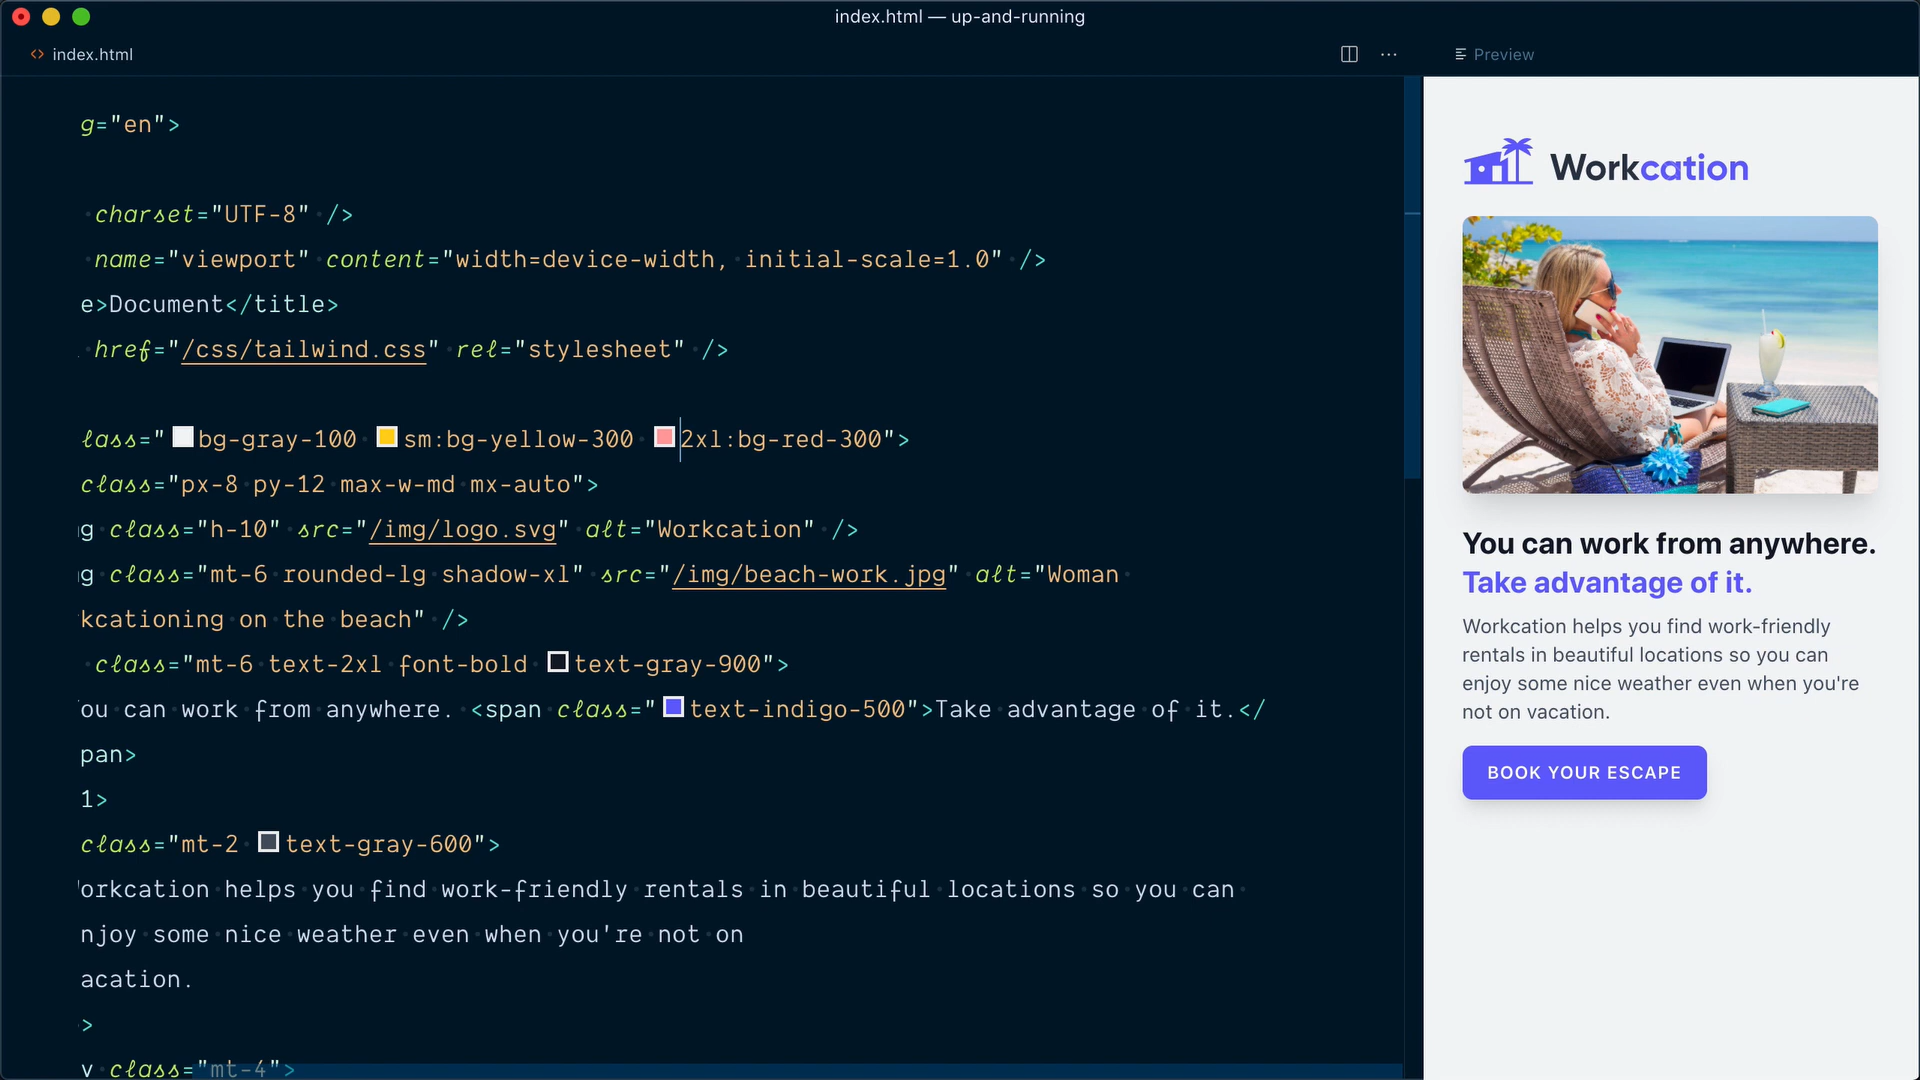 index.html — up-and-running
index.html
Preview
g="en">
charset="UTF-8" />
name="viewport" content="width=device-width, initial-scale=1.0" />
e>Document</title>
href="/css/tailwind.css" rel="stylesheet" />
lass="bg-gray-100 sm:bg-yellow-300 2xl:bg-red-300">
class="px-8 py-12 max-w-md mx-auto">
g class="h-10" src="/img/logo.svg" alt="Workcation" />
g class="mt-6 rounded-lg shadow-xl" src="/img/beach-work.jpg" alt="Woman
kcationing on the beach" />
class="mt-6 text-2xl font-bold text-gray-900">
ou can work from anywhere. <span class="text-indigo-500">Take advantage of it.</
pan>
1>
class="mt-2 text-gray-600">
orkcation helps you find work-friendly rentals in beautiful locations so you can
njoy some nice weather even when you're not on
acation.
>
v class="mt-4">
Workcation
You can work from anywhere.
Take advantage of it.
Workcation helps you find work-friendly
rentals in beautiful locations so you can
enjoy some nice weather even when you're
not on vacation.
BOOK YOUR ESCAPE